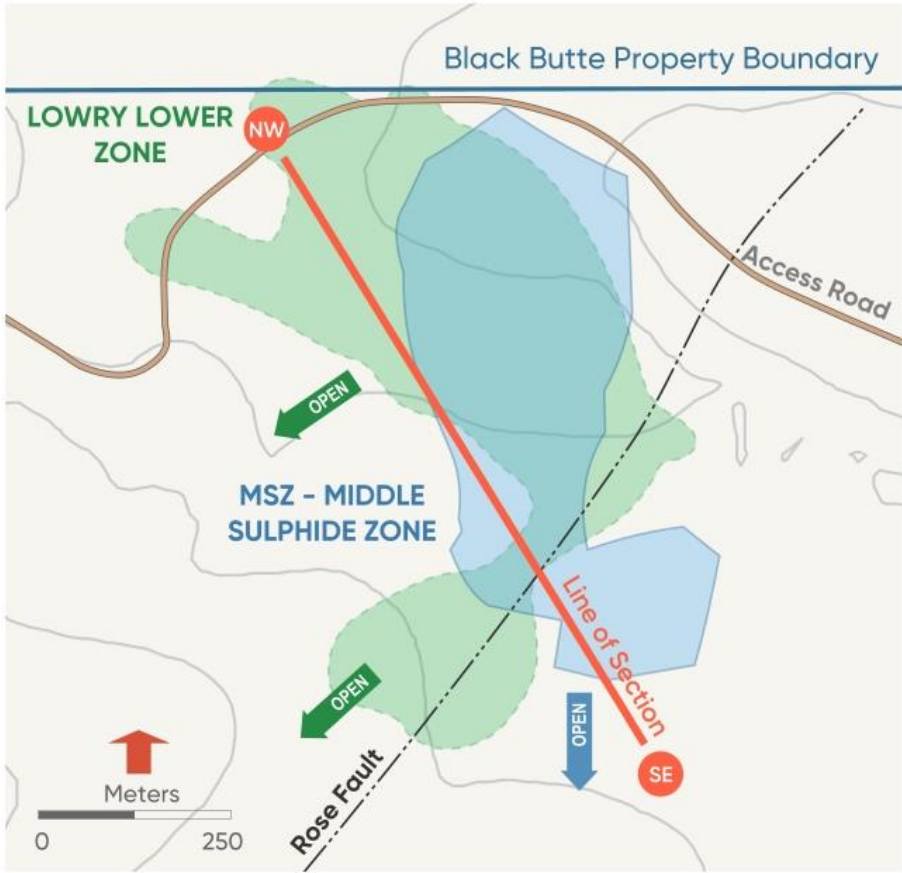 Black Butte Property Boundary
LOWRY LOWER
ZONE
NW
Access Road
OPEN
MSZ - MIDDLE
SULPHIDE ZONE
Line of Section
OPEN
OPEN
SE
Rose Fault
Meters
0 250